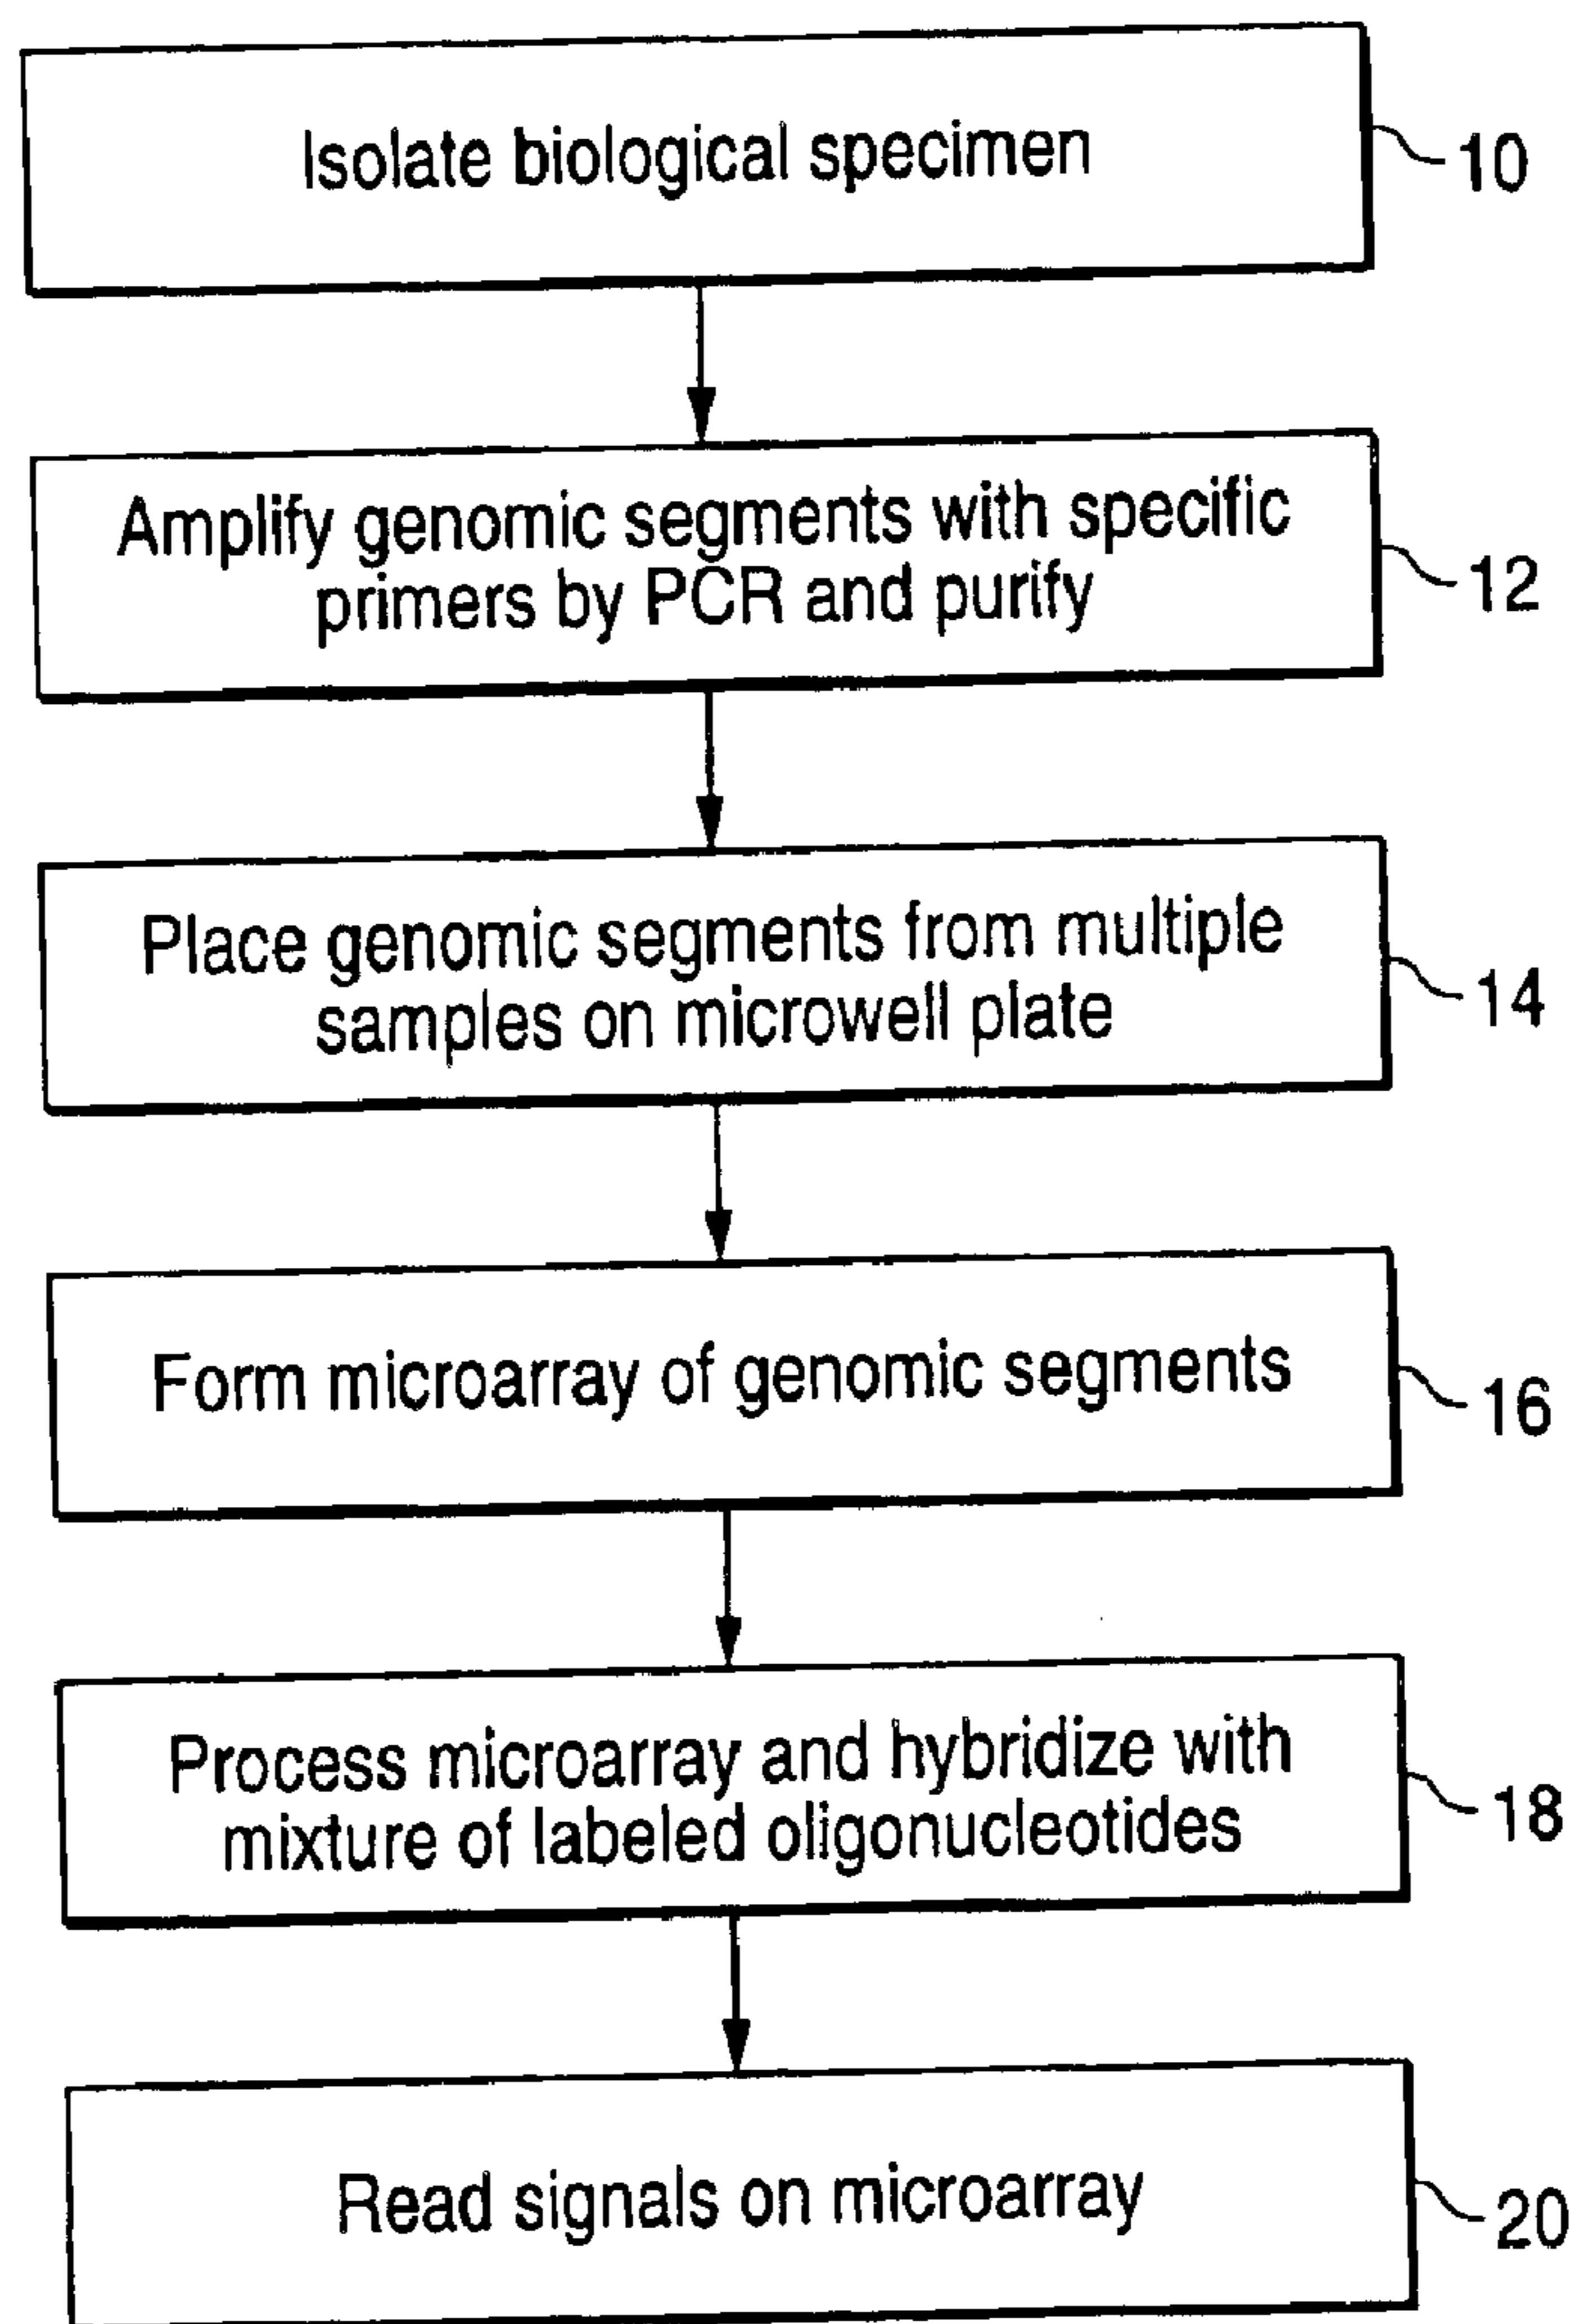 Isolate biological specimen
10
Amplify genomic segments with specific
primers by PCR and purify
12
Place genomic segments from multiple
samples on microwell plate
14
Form microarray of genomic segments
16
Process microarray and hybridize with
mixture of labeled oligonucleotides
18
Read signals on microarray
20